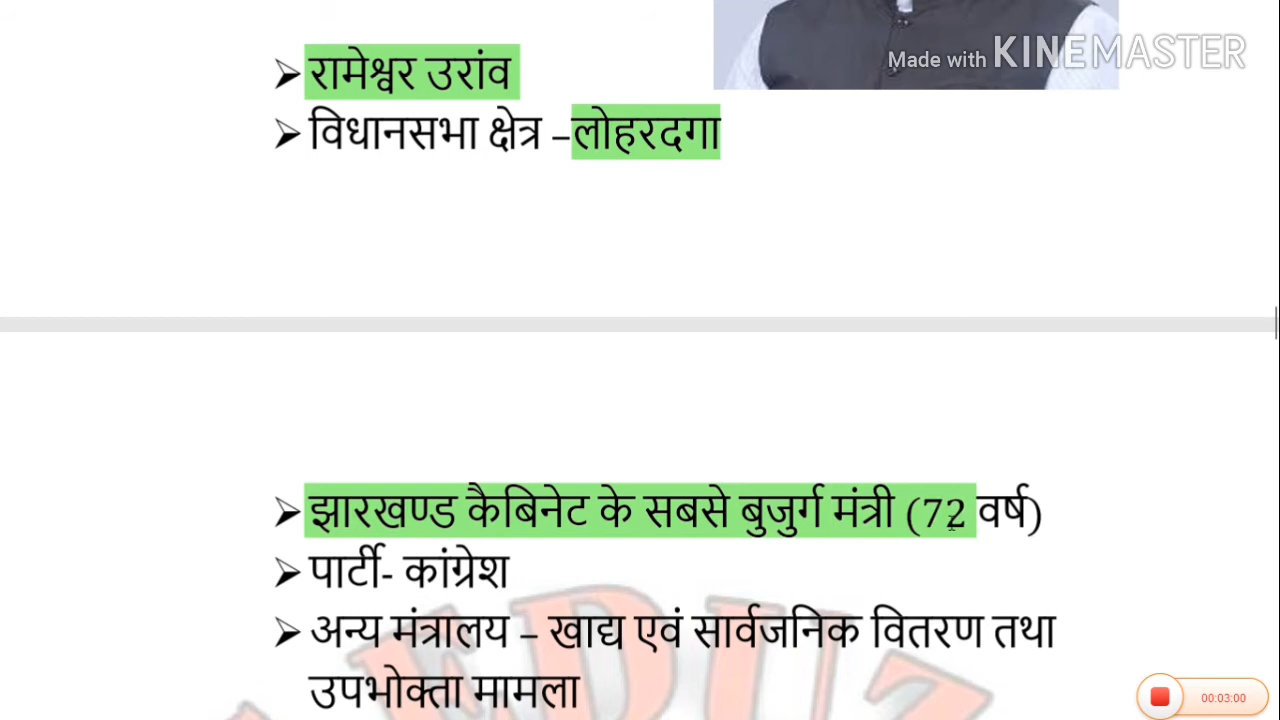 Made with KINEMASTER
➤ रामेश्वर उरांव
➤ विधानसभा क्षेत्र –लोहरदगा
➤ झारखण्ड कैबिनेट के सबसे बुजुर्ग मंत्री (72 वर्ष)
➤ पार्टी- कांग्रेश
➤ अन्य मंत्रालय – खाद्य एवं सार्वजनिक वितरण तथा
उपभोक्ता मामला
EDUZ
00:03:00